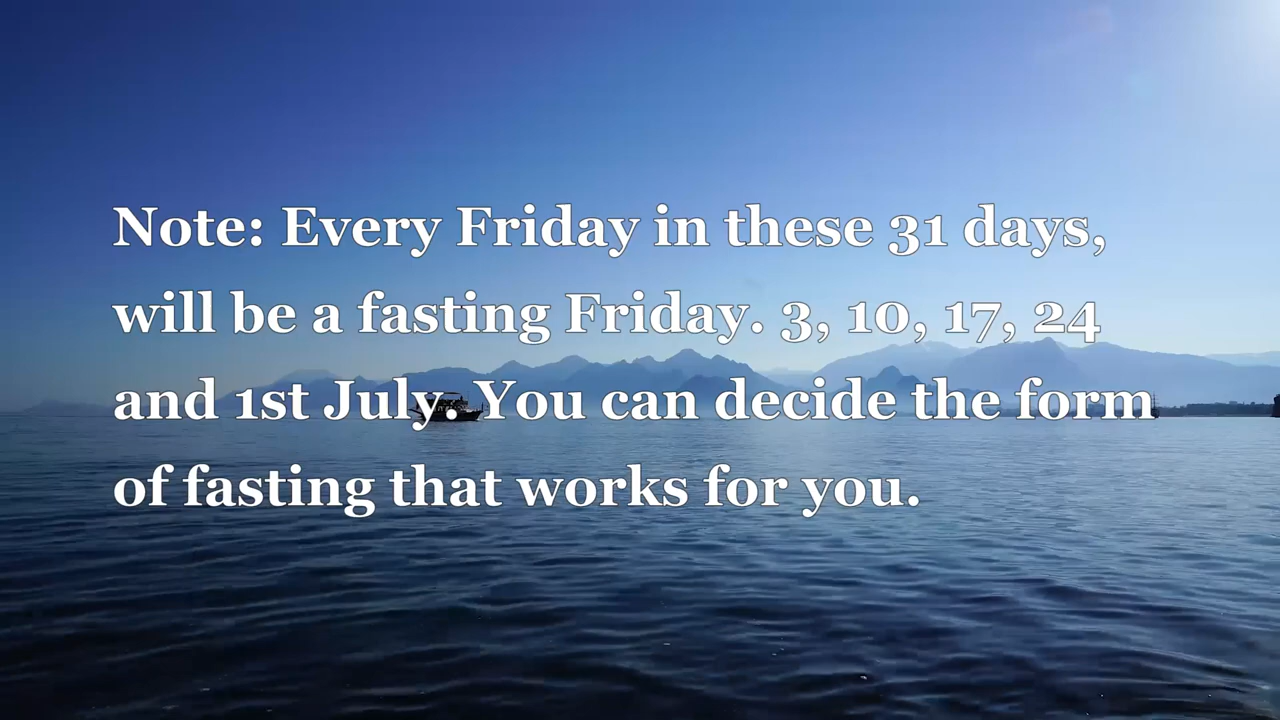 Note: Every Friday in these 31 days,
will be a fasting Friday. 3, 10, 17, 24
and 1st July. You can decide the form
of fasting that works for you.